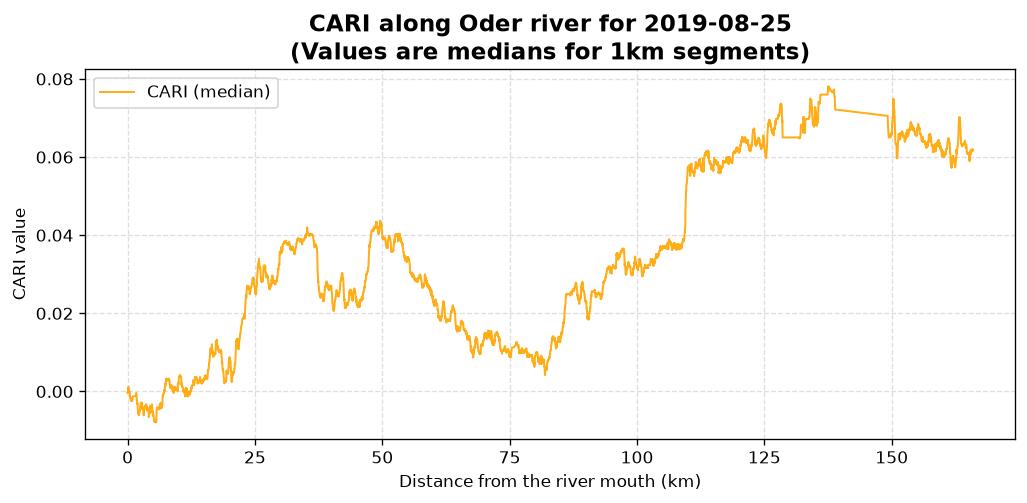 CARI along Oder river for 2019-08-25
(Values are medians for 1km segments)
CARI (median)
CARI value
0.08
0.06
0.04
0.02
0.00
0 25 50 75 100 125 150
Distance from the river mouth (km)